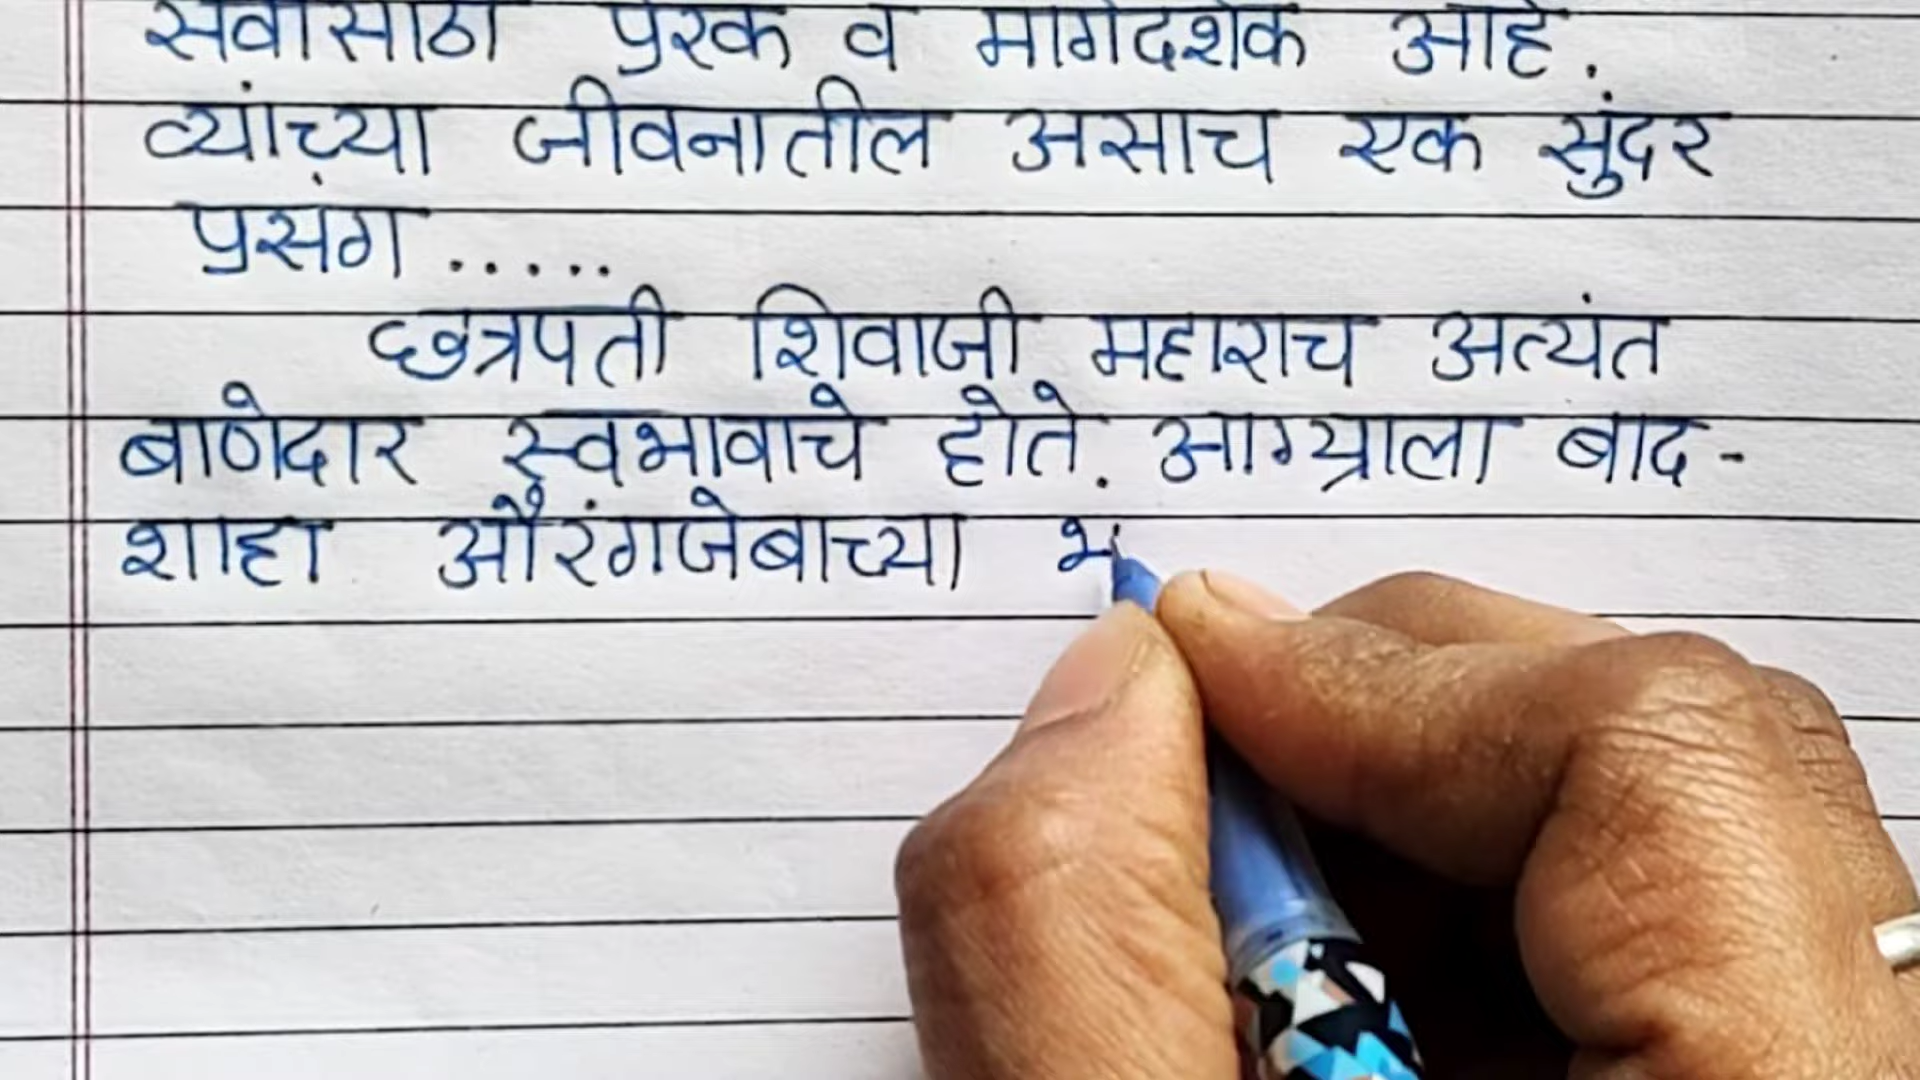 सर्वांसाठी प्रेरक व मार्गदर्शक आहे.
त्यांच्या जीवनातील असाच एक सुंदर
प्रसंग .....
छत्रपती शिवाजी महाराच अत्यंत
बाणेदार स्वभावाचे होते. आग्ऱ्याला बाद-
शाहा औरंगजेबाच्या